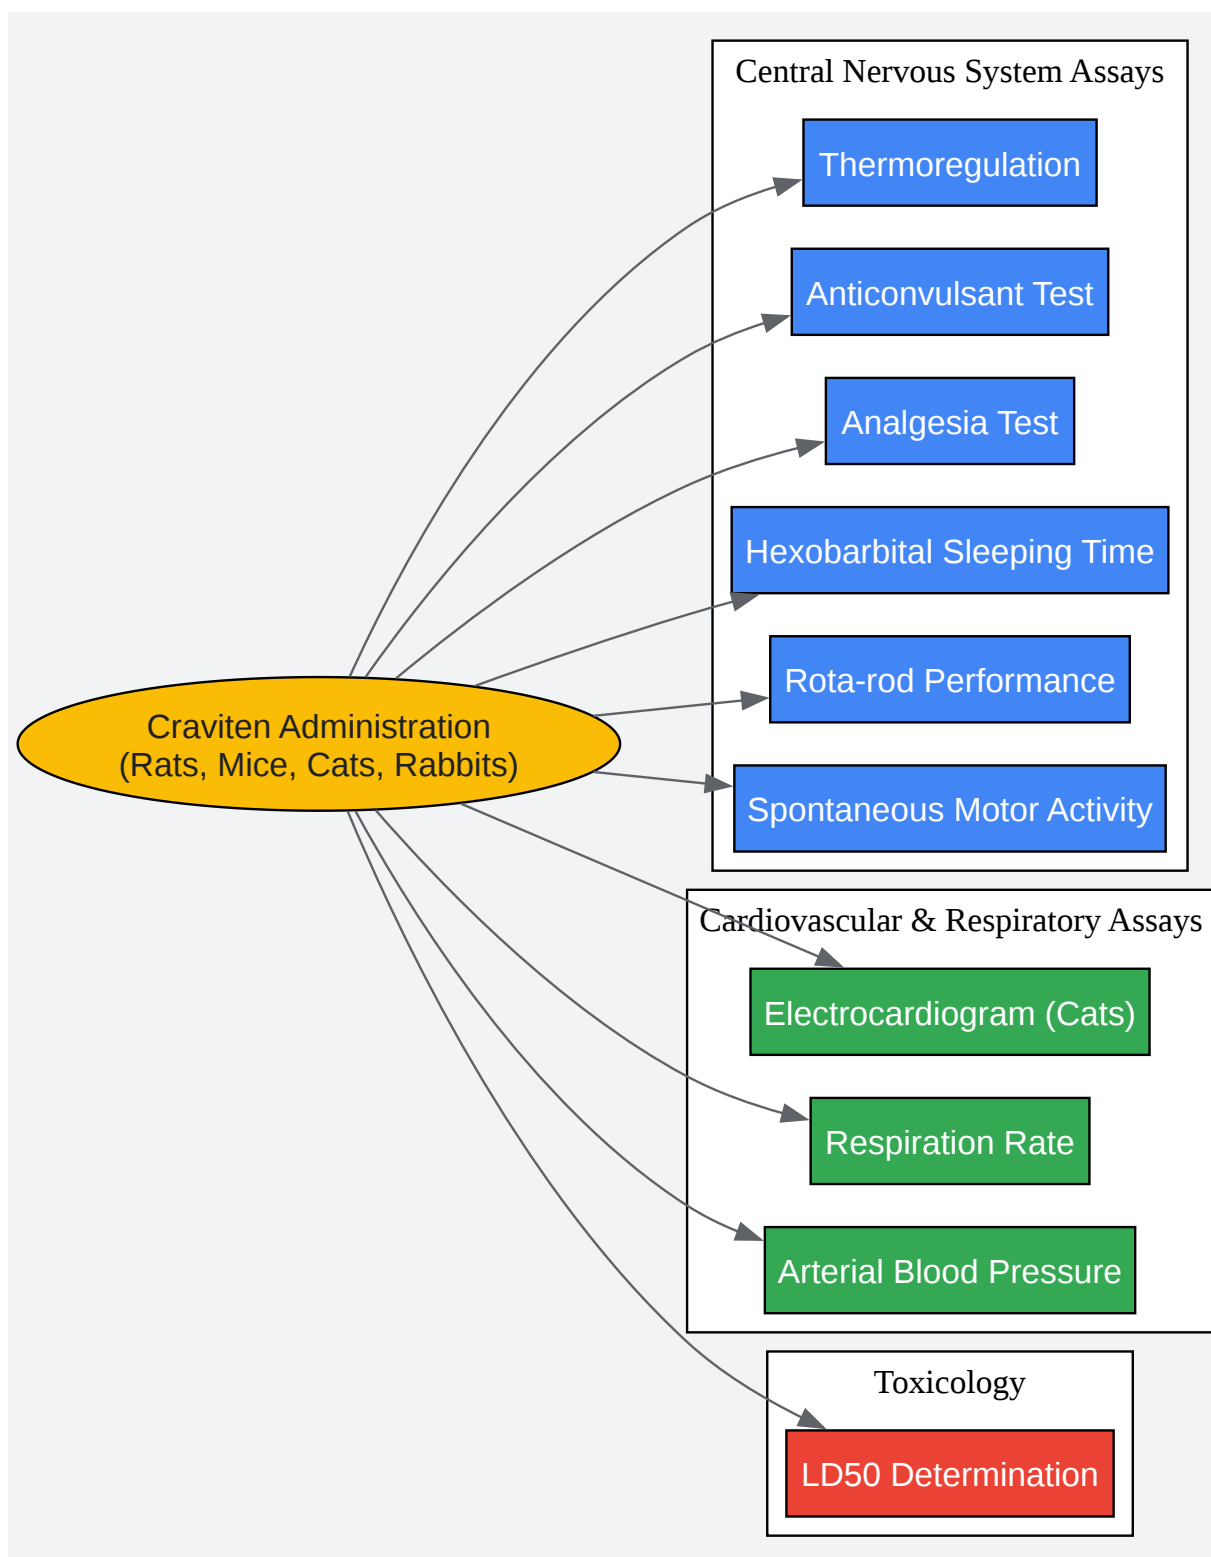 Central Nervous System Assays
Thermoregulation
Anticonvulsant Test
Analgesia Test
Hexobarbital Sleeping Time
Rota-rod Performance
Spontaneous Motor Activity
Craviten Administration
(Rats, Mice, Cats, Rabbits)
Cardiovascular & Respiratory Assays
Electrocardiogram (Cats)
Respiration Rate
Arterial Blood Pressure
Toxicology
LD50 Determination